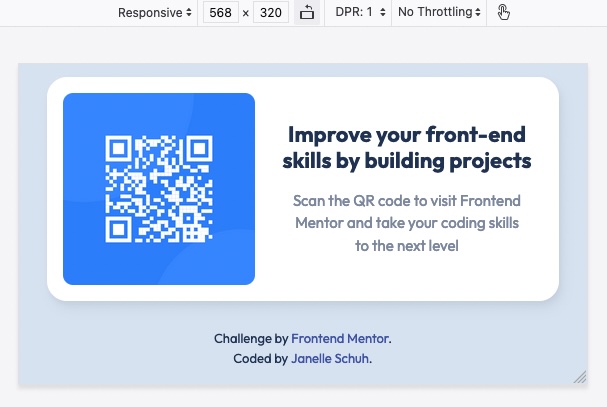 Responsive 568 × 320 DPR: 1 No Throttling
Improve your front-end
skills by building projects
Scan the QR code to visit Frontend
Mentor and take your coding skills
to the next level
Challenge by Frontend Mentor.
Coded by Janelle Schuh.